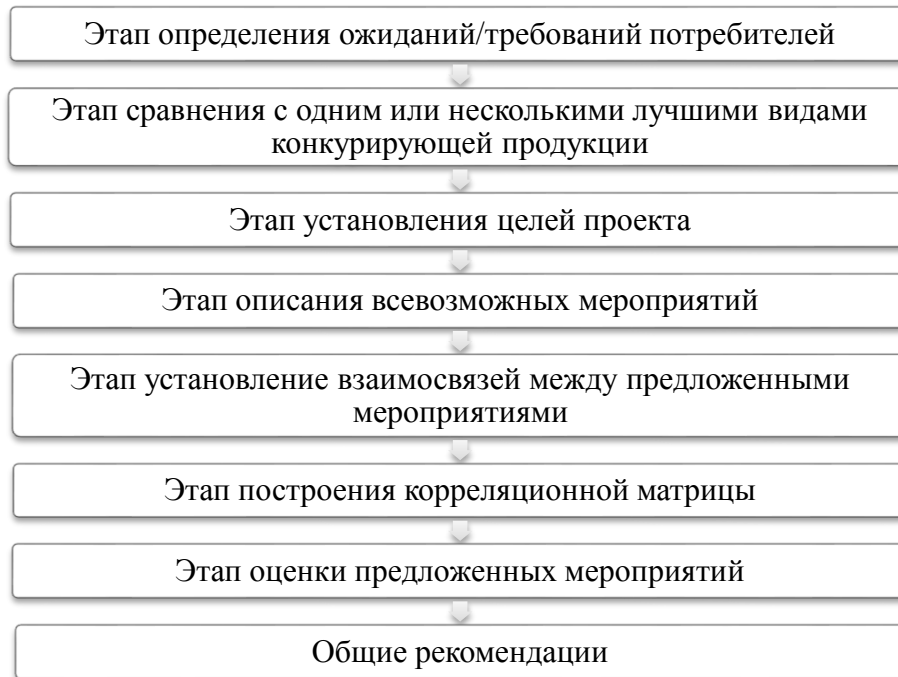 Этап определения ожиданий/требований потребителей
Этап сравнения с одним или несколькими лучшими видами
конкурирующей продукции
Этап установления целей проекта
Этап описания всевозможных мероприятий
Этап установление взаимосвязей между предложенными
мероприятиями
Этап построения корреляционной матрицы
Этап оценки предложенных мероприятий
Общие рекомендации